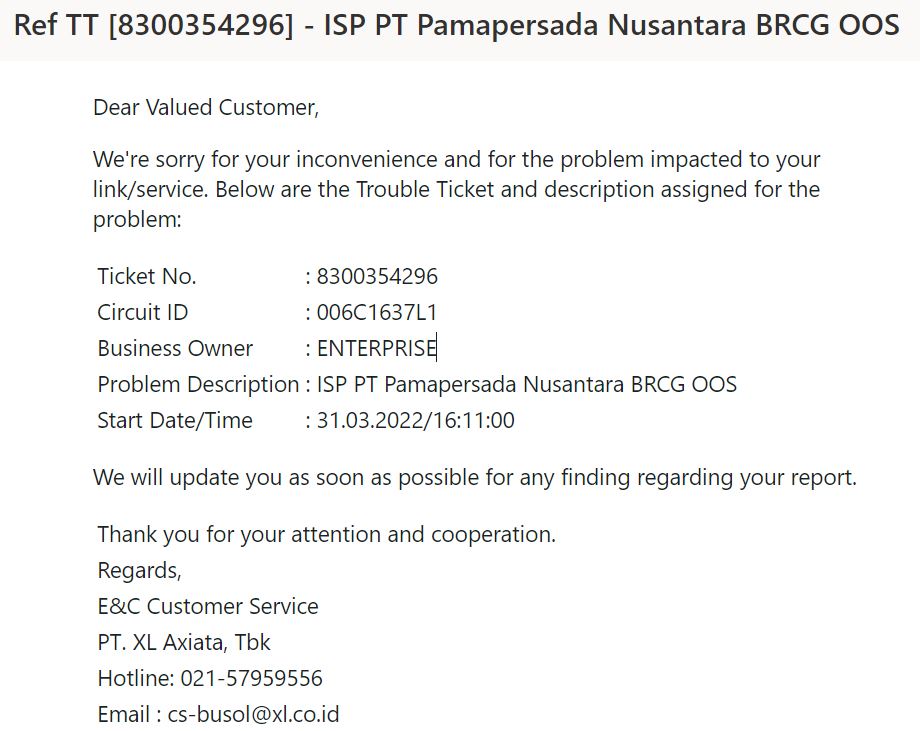 Ref TT [8300354296] - ISP PT Pamapersada Nusantara BRCG OOS
Dear Valued Customer,
We're sorry for your inconvenience and for the problem impacted to your
link/service. Below are the Trouble Ticket and description assigned for the
problem:
Ticket No. : 8300354296
Circuit ID : 006C1637L1
Business Owner : ENTERPRISE
Problem Description : ISP PT Pamapersada Nusantara BRCG OOS
Start Date/Time : 31.03.2022/16:11:00
We will update you as soon as possible for any finding regarding your report.
Thank you for your attention and cooperation.
Regards,
E&C Customer Service
PT. XL Axiata, Tbk
Hotline: 021-57959556
Email : cs-busol@xl.co.id